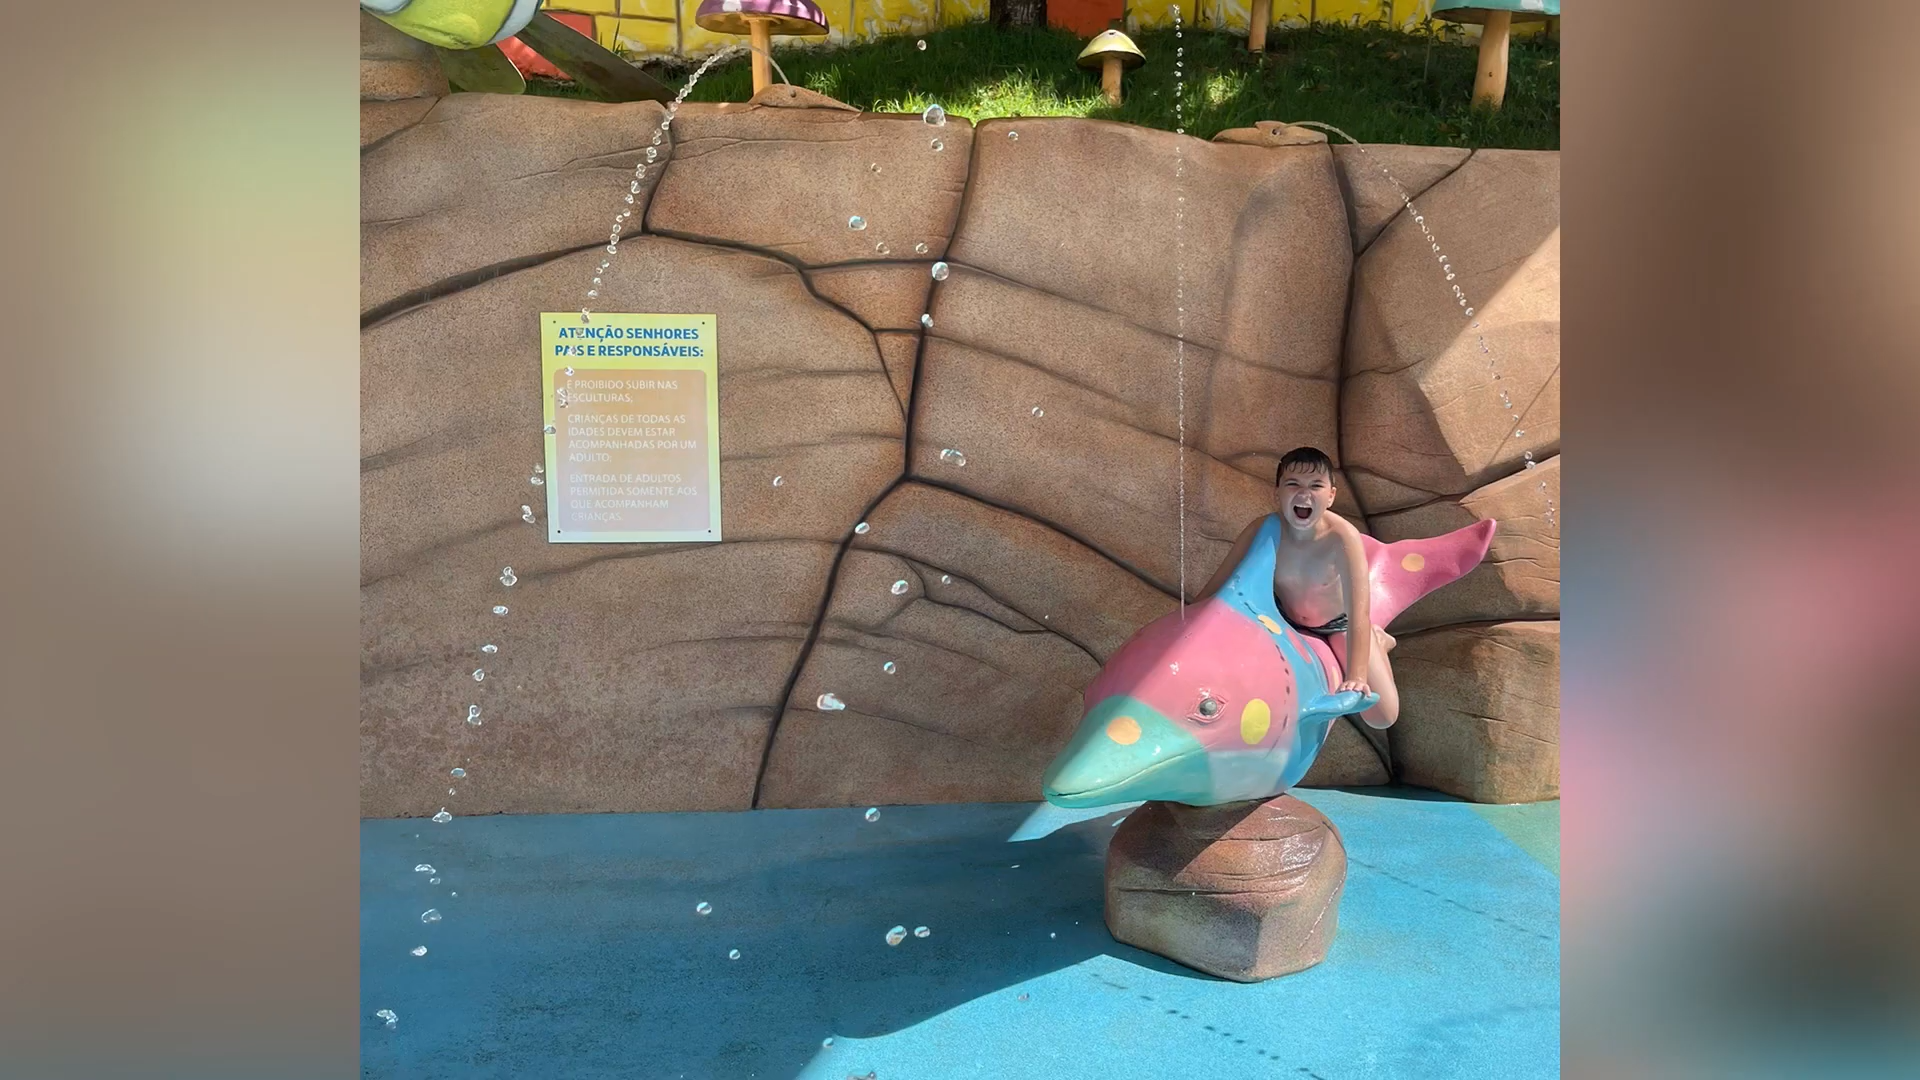 ATENÇÃO SENHORES
PAIS E RESPONSÁVEIS:
É PROIBIDO SUBIR NAS
ESCULTURAS;
CRIANÇAS DE TODAS AS
IDADES DEVEM ESTAR
ACOMPANHADAS POR UM
ADULTO;
ENTRADA DE ADULTOS
PERMITIDA SOMENTE AOS
QUE ACOMPANHAM
CRIANÇAS.